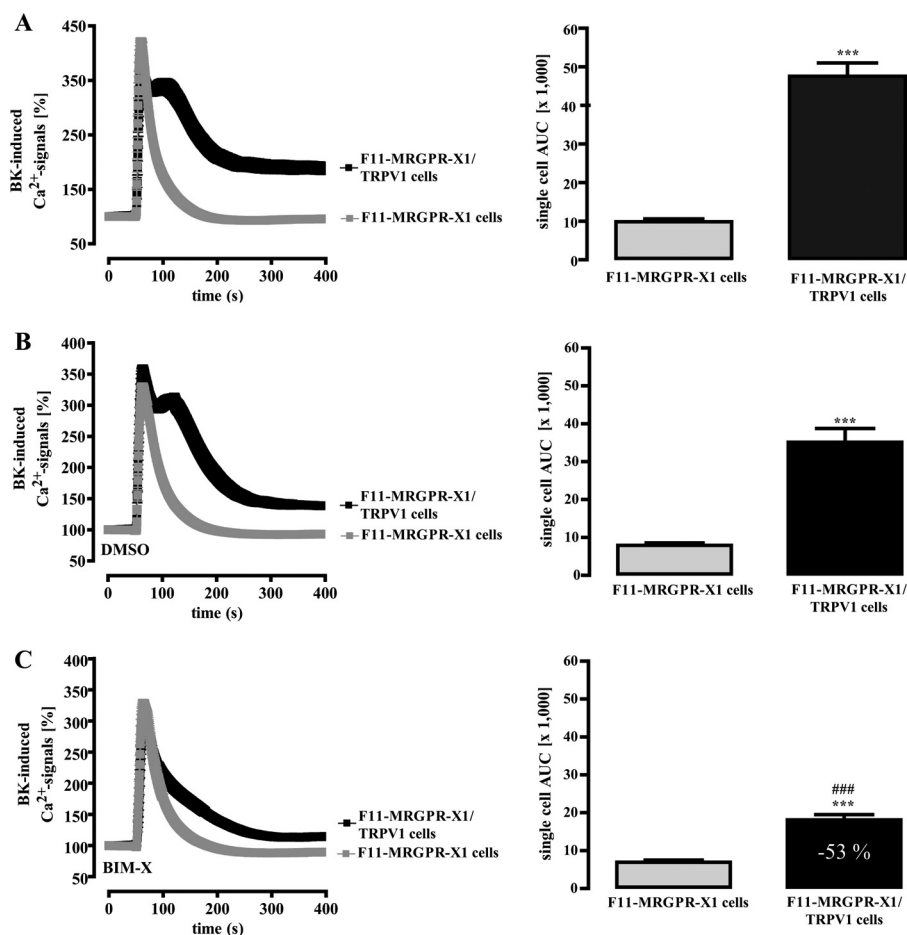 A
BK-induced
Ca2+-signals [%]
450
350
250
150
50
0 100 200 300 400
time (s)
F11-MRGPR-X1/
TRPV1 cells
F11-MRGPR-X1 cells
single cell AUC [x 1,000]
60
50
40
30
20
10
0
***
F11-MRGPR-X1 cells
F11-MRGPR-X1/
TRPV1 cells
B
BK-induced
Ca2+-signals [%]
400
350
300
250
200
150
100
50
DMSO
0 100 200 300 400
time (s)
F11-MRGPR-X1/
TRPV1 cells
F11-MRGPR-X1 cells
single cell AUC [x 1,000]
60
50
40
30
20
10
0
***
F11-MRGPR-X1 cells
F11-MRGPR-X1/
TRPV1 cells
C
BK-induced
Ca2+-signals [%]
400
350
300
250
200
150
100
50
BIM-X
0 100 200 300 400
time (s)
F11-MRGPR-X1/
TRPV1 cells
F11-MRGPR-X1 cells
single cell AUC [x 1,000]
60
50
40
30
20
10
0
###
***
-53 %
F11-MRGPR-X1 cells
F11-MRGPR-X1/
TRPV1 cells